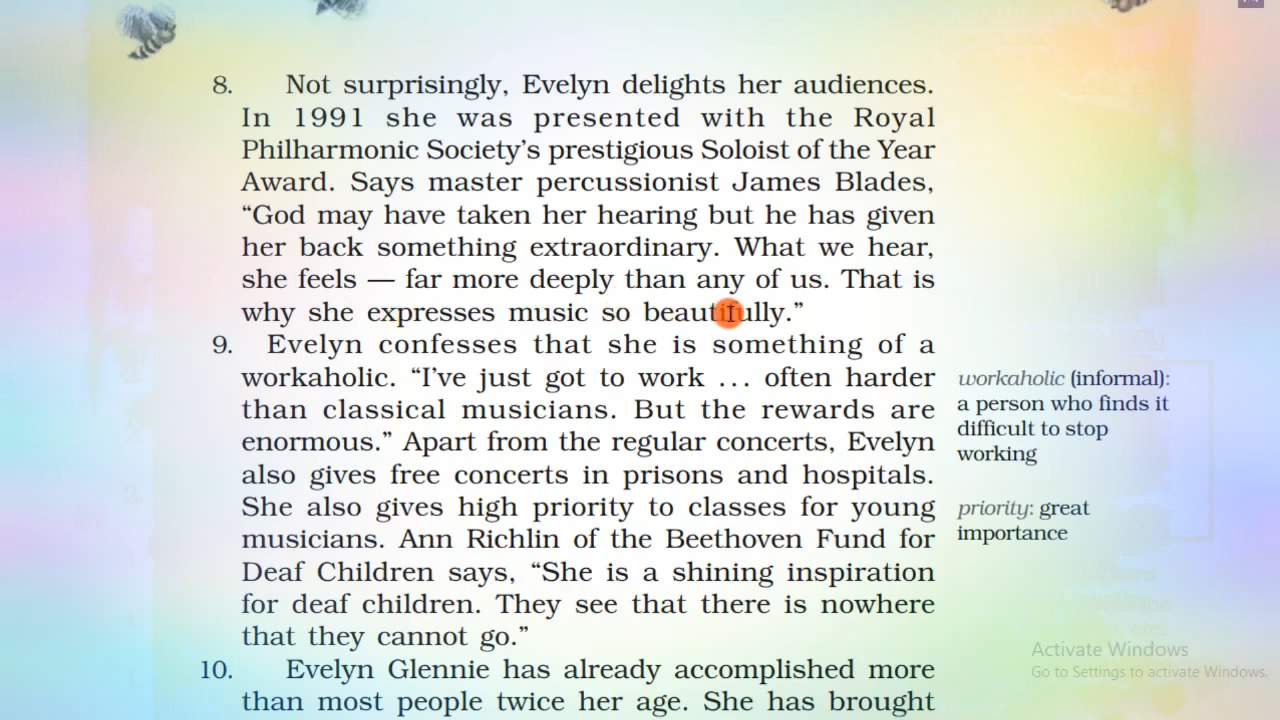 8. Not surprisingly, Evelyn delights her audiences.
In 1991 she was presented with the Royal
Philharmonic Society’s prestigious Soloist of the Year
Award. Says master percussionist James Blades,
“God may have taken her hearing but he has given
her back something extraordinary. What we hear,
she feels — far more deeply than any of us. That is
why she expresses music so beautifully.”
9. Evelyn confesses that she is something of a
workaholic. “I’ve just got to work ... often harder
than classical musicians. But the rewards are
enormous.” Apart from the regular concerts, Evelyn
also gives free concerts in prisons and hospitals.
She also gives high priority to classes for young
musicians. Ann Richlin of the Beethoven Fund for
Deaf Children says, “She is a shining inspiration
for deaf children. They see that there is nowhere
that they cannot go.”
10. Evelyn Glennie has already accomplished more
than most people twice her age. She has brought
workaholic (informal):
a person who finds it
difficult to stop
working
priority: great
importance
Activate Windows
Go to Settings to activate Windows.